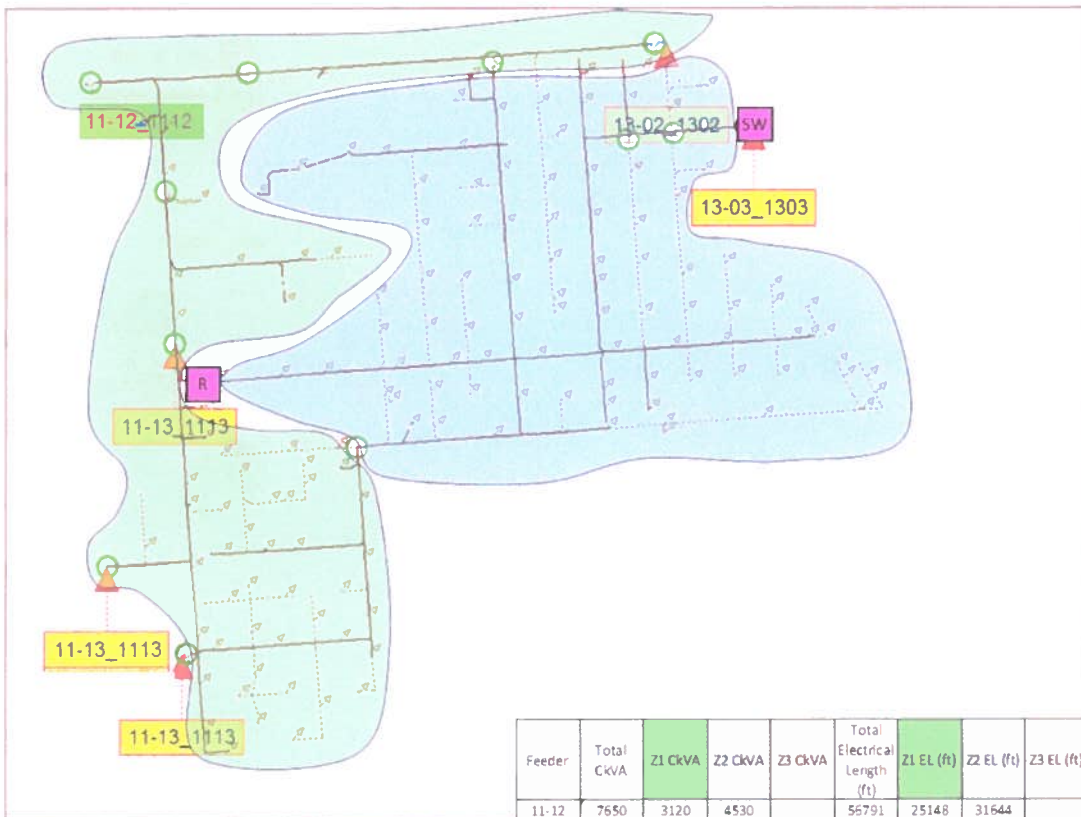 11-12_1112
13-02_1302
SW
13-03_1303
R
11-13_1113
11-13_1113
11-13_1113
Feeder Total CkVA Z1 CkVA Z2 CkVA Z3 CkVA Total Electrical Length (ft) Z1 EL (ft) Z2 EL (ft) Z3 EL (ft)
11-12 7650 3120 4530 56791 25148 31644